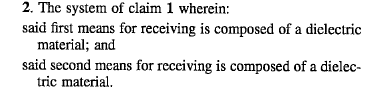 2. The system of claim 1 wherein:
said first means for receiving is composed of a dielectric
material; and
said second means for receiving is composed of a dielec-
tric material.